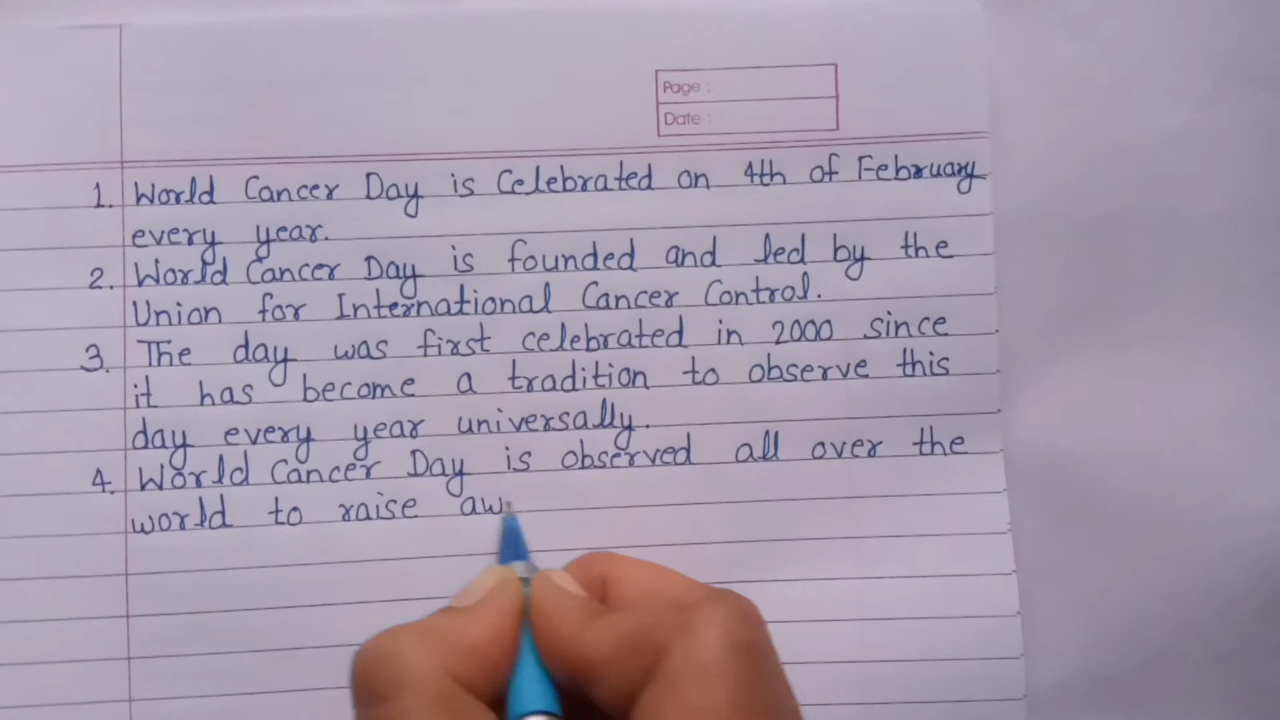 Page :
Date :
1. World Cancer Day is Celebrated on 4th of February
every year.
2. World Cancer Day is founded and led by the
Union for International Cancer Control.
3. The day was first celebrated in 2000 since
it has become a tradition to observe this
day every year universally.
4. World Cancer Day is observed all over the
world to raise aw